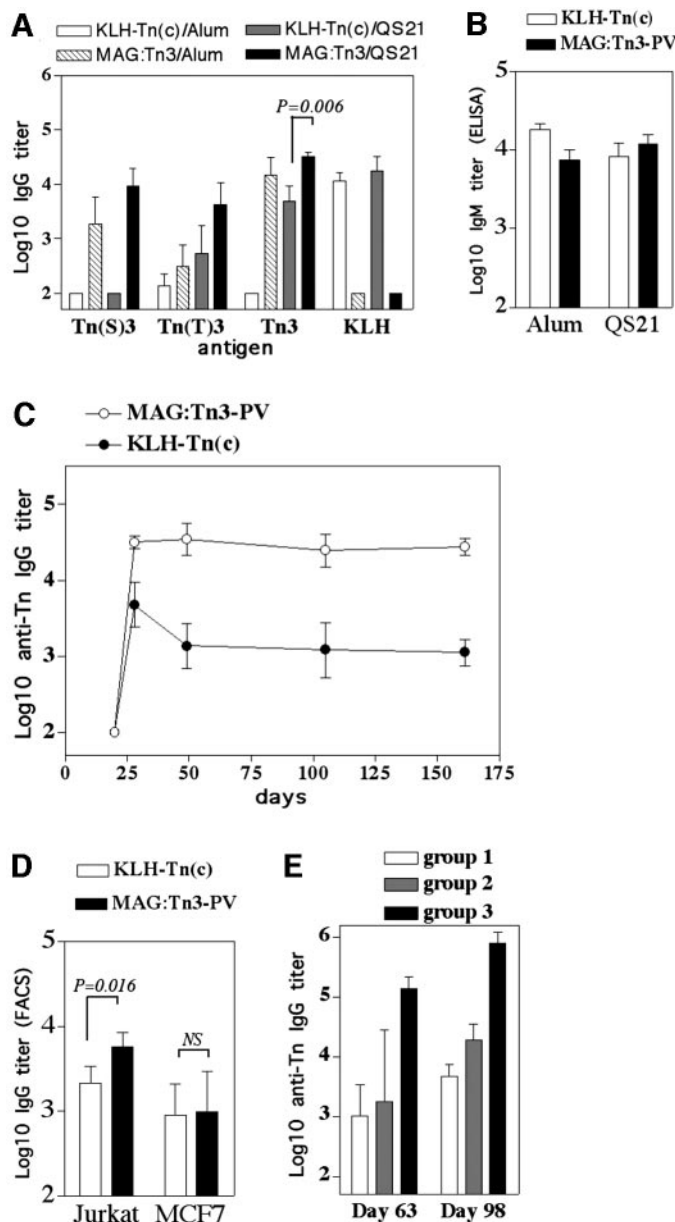 A
KLH-Tn(c)/Alum KLH-Tn(c)/QS21
MAG:Tn3/Alum MAG:Tn3/QS21
Log10 IgG titer
6
5
4
3
2
P=0.006
Tn(S)3 Tn(T)3 Tn3 KLH
antigen
B
KLH-Tn(c)
MAG:Tn3-PV
Log10 IgM titer (ELISA)
5
4
3
2
Alum QS21
C
MAG:Tn3-PV
KLH-Tn(c)
Log10 anti-Tn IgG titer
5
4
3
2
0 25 50 75 100 125 150 175
days
D
KLH-Tn(c)
MAG:Tn3-PV
Log10 IgG titer (FACS)
5
4
3
2
P=0.016
NS
Jurkat MCF7
E
group 1
group 2
group 3
Log10 anti-Tn IgG titer
6
5
4
3
2
Day 63 Day 98